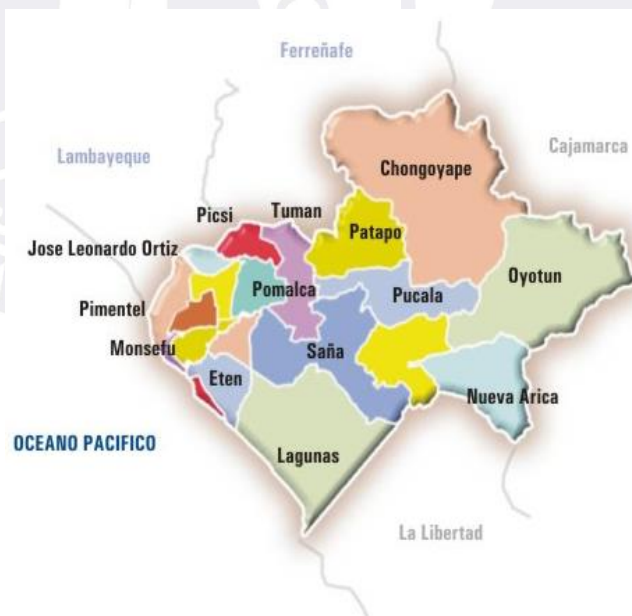 Ferreñafe
Cajamarca
Lambayeque
Chongoyape
Picsi
Tuman
Patapo
Jose Leonardo Ortiz
Oyotun
Pomalca
Pucala
Pimentel
Monsefu
Saña
Eten
Nueva Arica
OCEANO PACIFICO
Lagunas
La Libertad